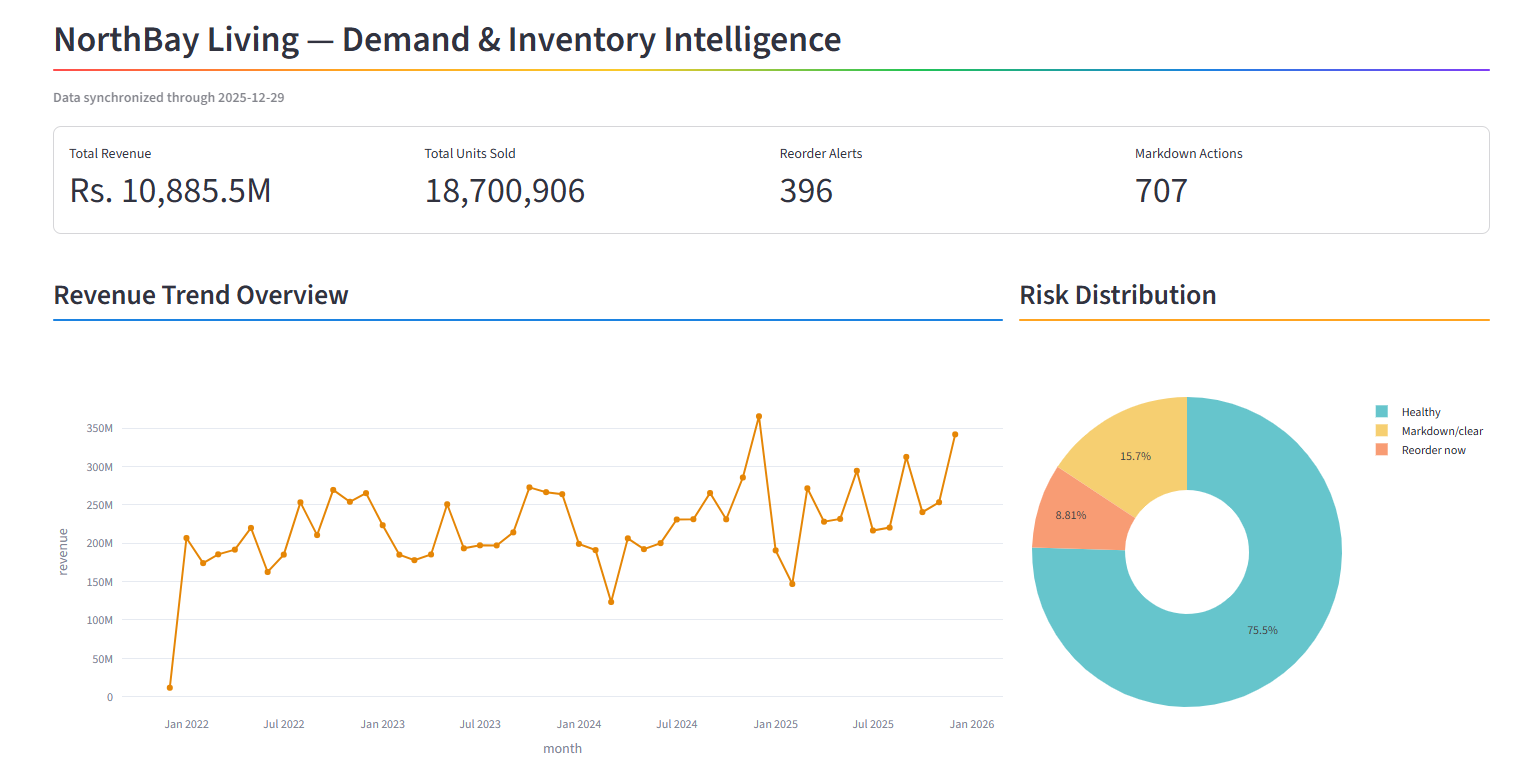 NorthBay Living — Demand & Inventory Intelligence
Data synchronized through 2025-12-29
Total Revenue
Rs. 10,885.5M
Total Units Sold
18,700,906
Reorder Alerts
396
Markdown Actions
707
Revenue Trend Overview
350M
300M
250M
200M
150M
100M
50M
0
revenue
Jan 2022
Jul 2022
Jan 2023
Jul 2023
Jan 2024
Jul 2024
Jan 2025
Jul 2025
Jan 2026
month
Risk Distribution
15.7%
8.81%
75.5%
Healthy
Markdown/clear
Reorder now